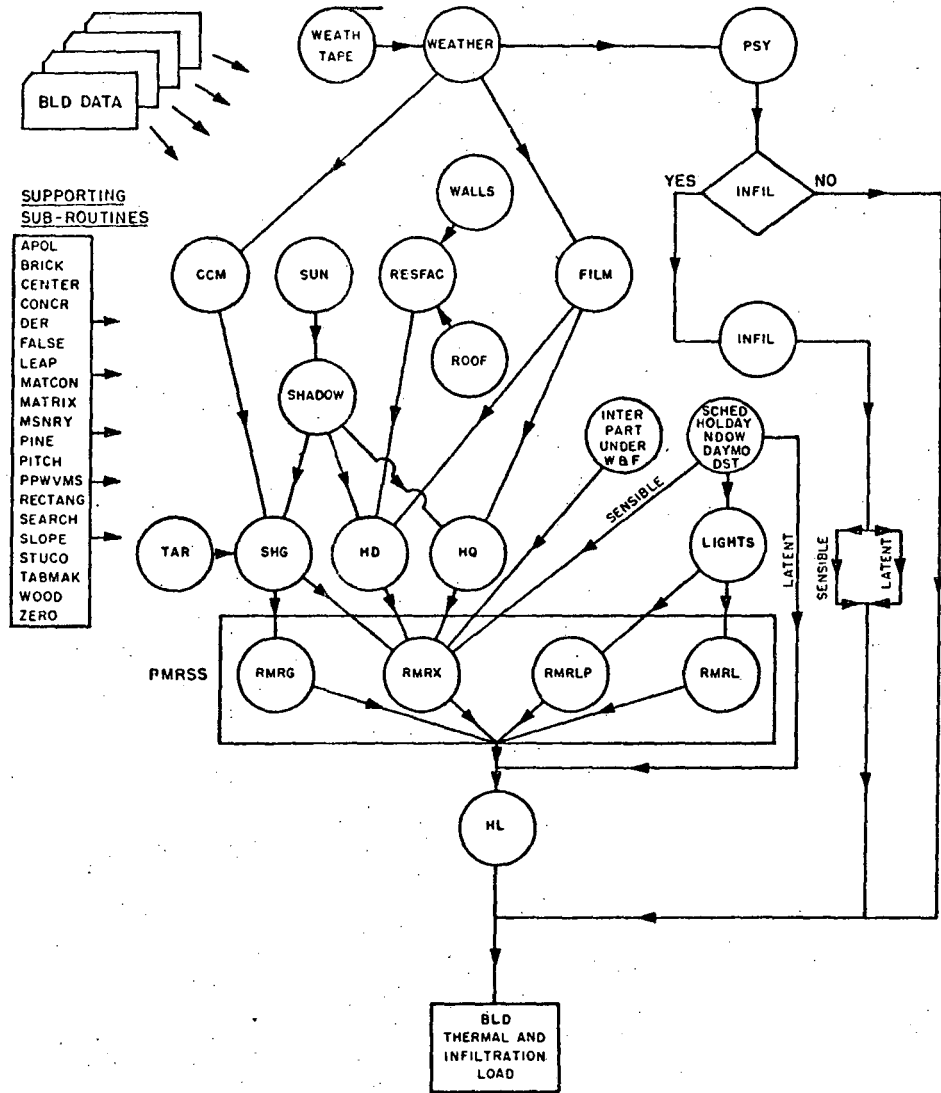 WEATH
TAPE
WEATHER
PSY
BLD DATA
YES
INFIL
NO
SUPPORTING
SUB-ROUTINES
APOL
BRICK
CENTER
CONCR
DER
FALSE
LEAP
MATCON
MATRIX
MSNRY
PINE
PITCH
PPWVMS
RECTANG
SEARCH
SLOPE
STUCO
TABMAK
WOOD
ZERO
WALLS
CCM
SUN
RESFAC
FILM
ROOF
INFIL
SHADOW
INTER
PART
UNDER
W & F
SCHED
HOLDAY
NDOW
DAYMO
DST
SENSIBLE
LATENT
TAR
SHG
HD
HQ
LIGHTS
SENSIBLE
LATENT
RMRSS
RMRG
RMRX
RMRLP
RMRL
HL
BLD
THERMAL AND
INFILTRATION
LOAD